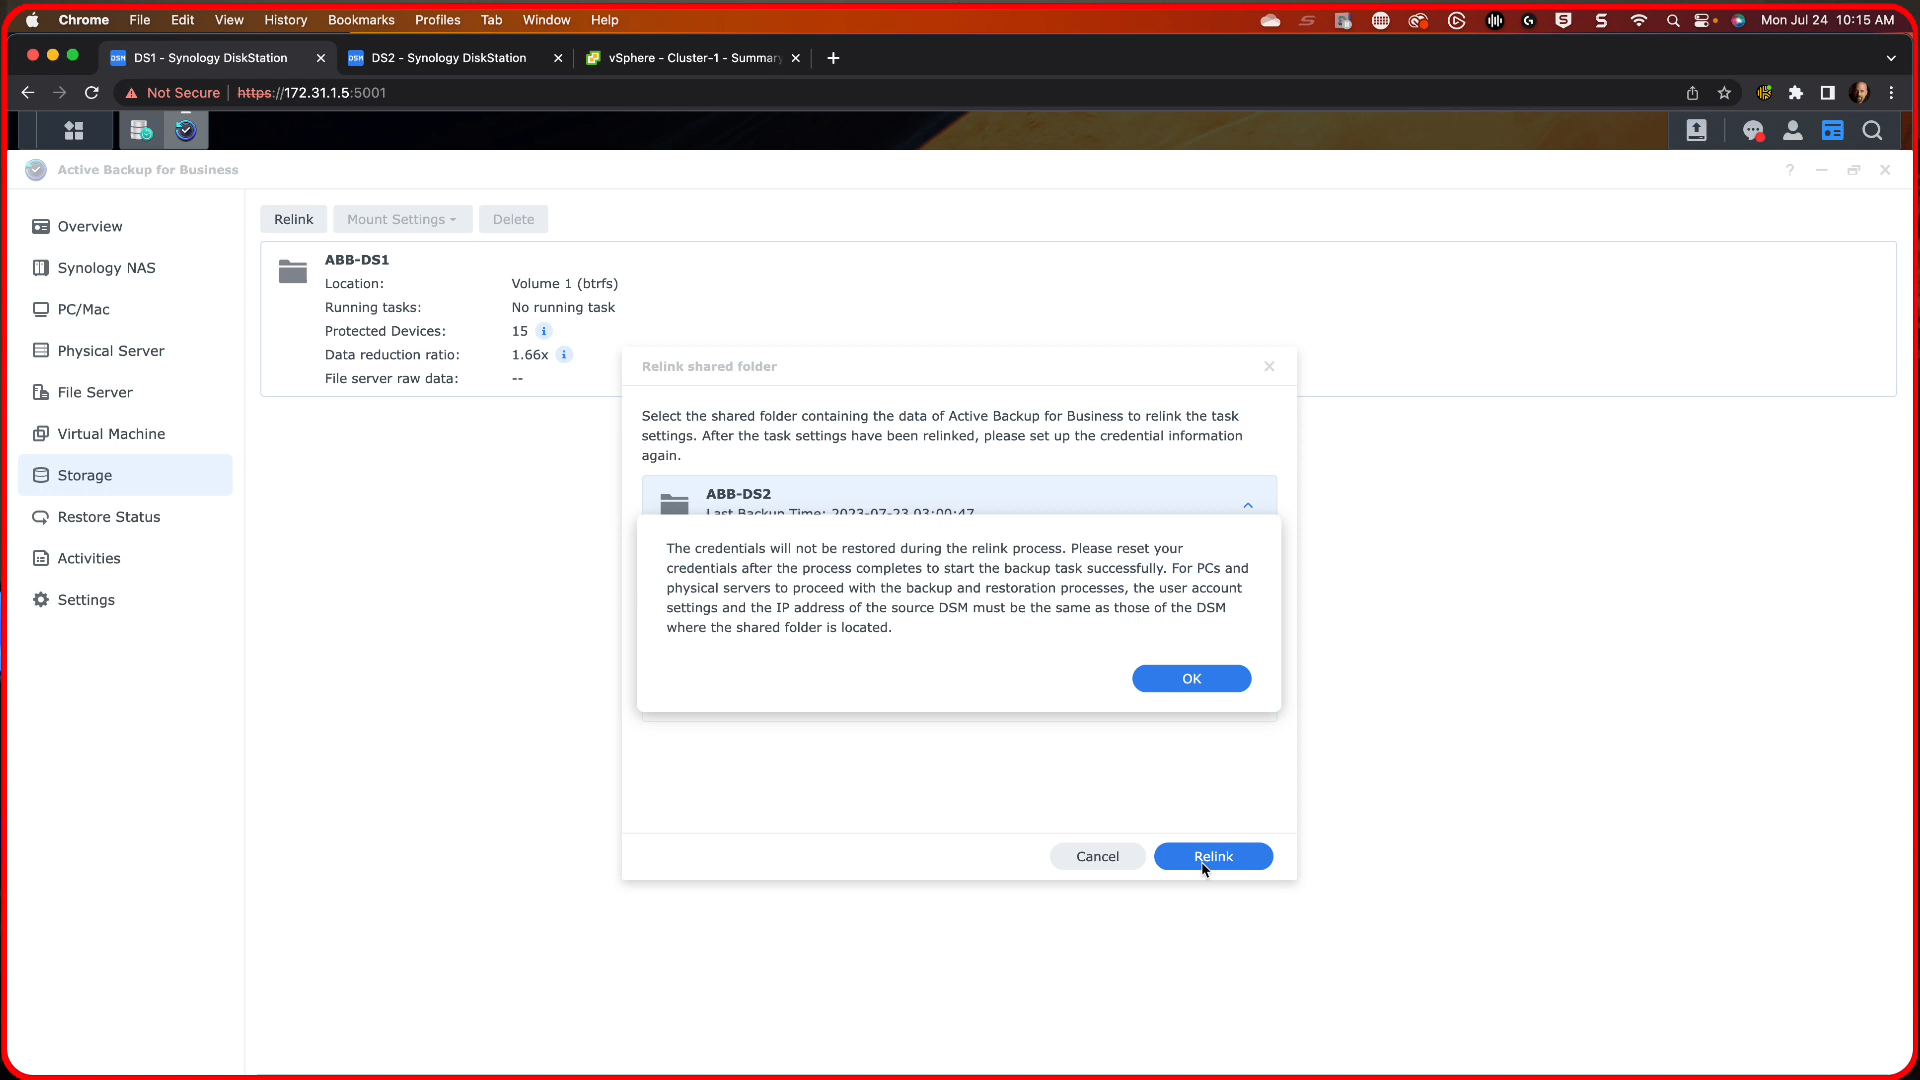 Chrome File Edit View History Bookmarks Profiles Tab Window Help Mon Jul 24 10:15 AM
DS1 - Synology DiskStation DS2 - Synology DiskStation vSphere - Cluster-1 - Summary
Not Secure https://172.31.1.5:5001
Active Backup for Business
Overview
Synology NAS
PC/Mac
Physical Server
File Server
Virtual Machine
Storage
Restore Status
Activities
Settings
Relink Mount Settings Delete
ABB-DS1
Location: Volume 1 (btrfs)
Running tasks: No running task
Protected Devices: 15
Data reduction ratio: 1.66x
File server raw data: --
Relink shared folder
Select the shared folder containing the data of Active Backup for Business to relink the task
settings. After the task settings have been relinked, please set up the credential information
again.
ABB-DS2
Last Backup Time: 2023-07-23 03:00:47
The credentials will not be restored during the relink process. Please reset your
credentials after the process completes to start the backup task successfully. For PCs and
physical servers to proceed with the backup and restoration processes, the user account
settings and the IP address of the source DSM must be the same as those of the DSM
where the shared folder is located.
OK
Cancel Relink